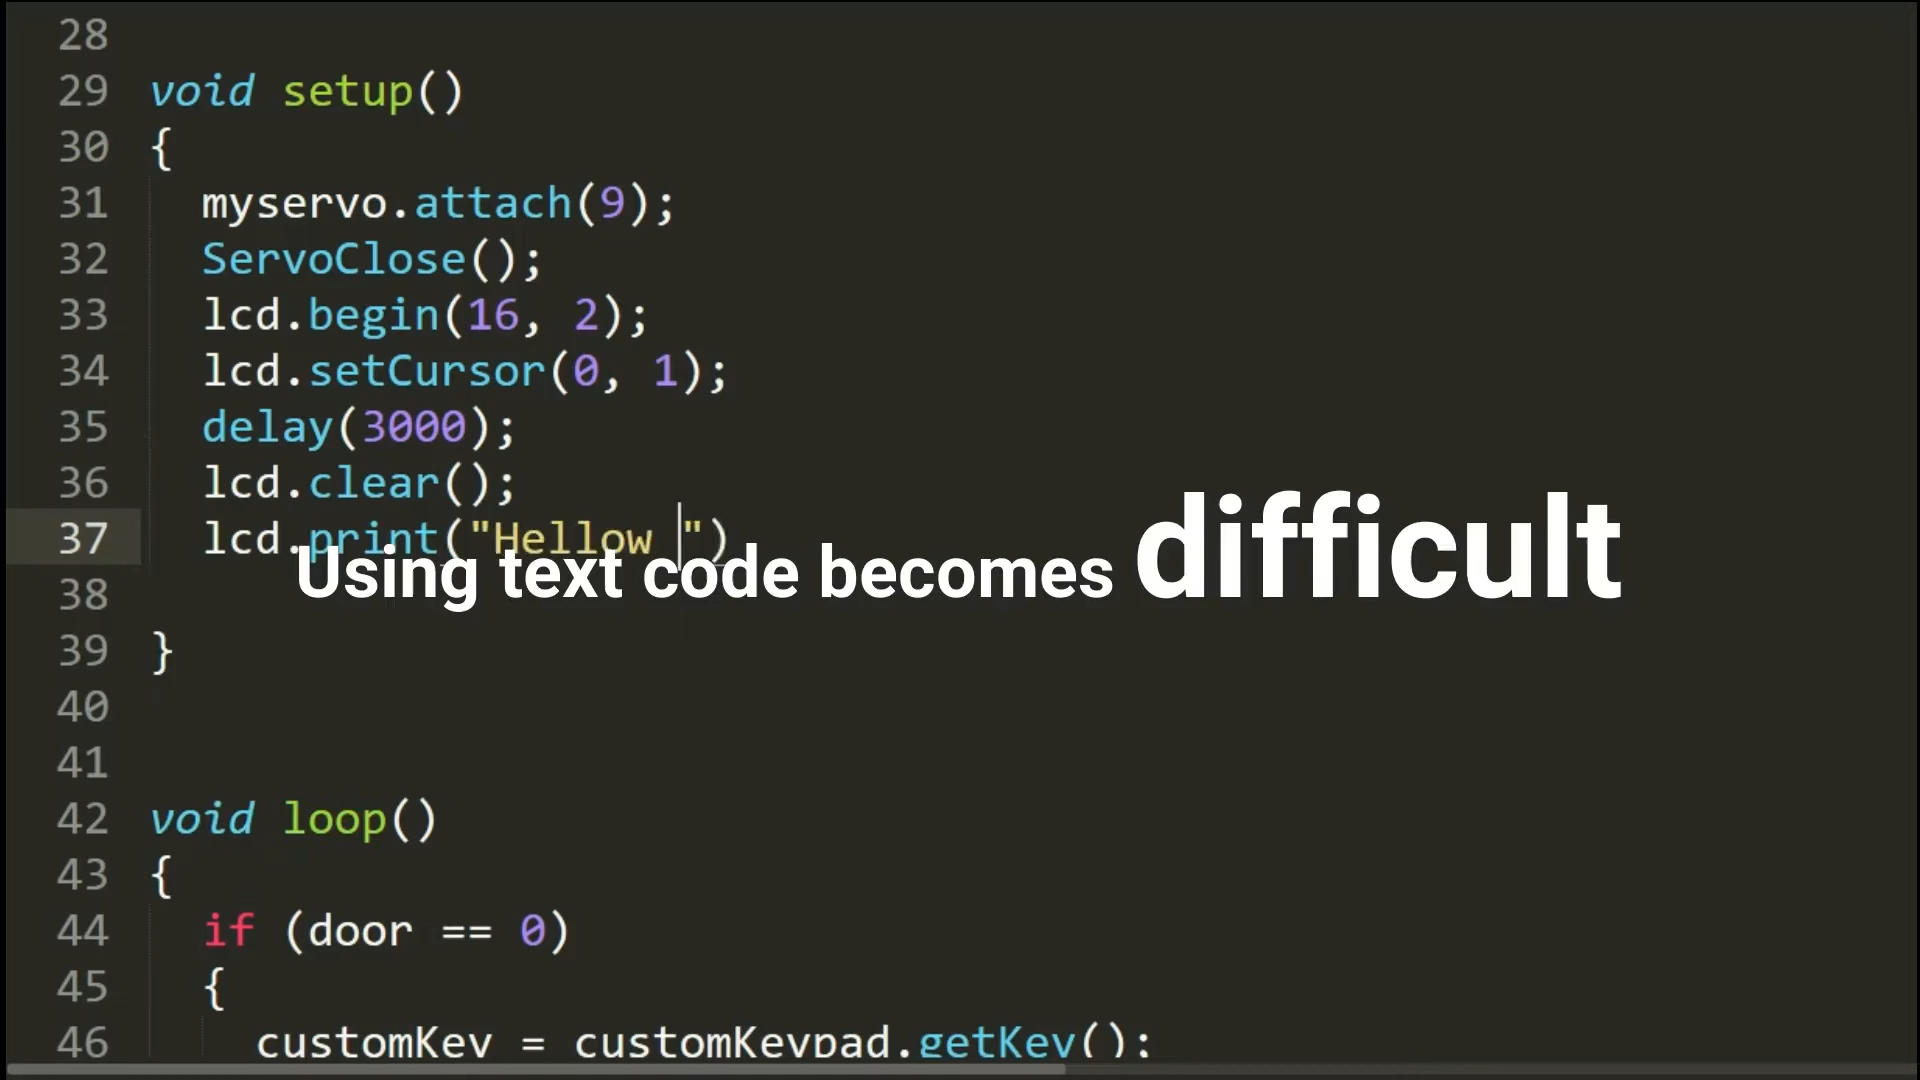 28
29 void setup()
30 {
31 myservo.attach(9);
32 ServoClose();
33 lcd.begin(16, 2);
34 lcd.setCursor(0, 1);
35 delay(3000);
36 lcd.clear();
37 lcd.print("Hellow ")
Using text code becomes difficult
38
39 }
40
41
42 void loop()
43 {
44 if (door == 0)
45 {
46 customKey = customKeypad.getKey();